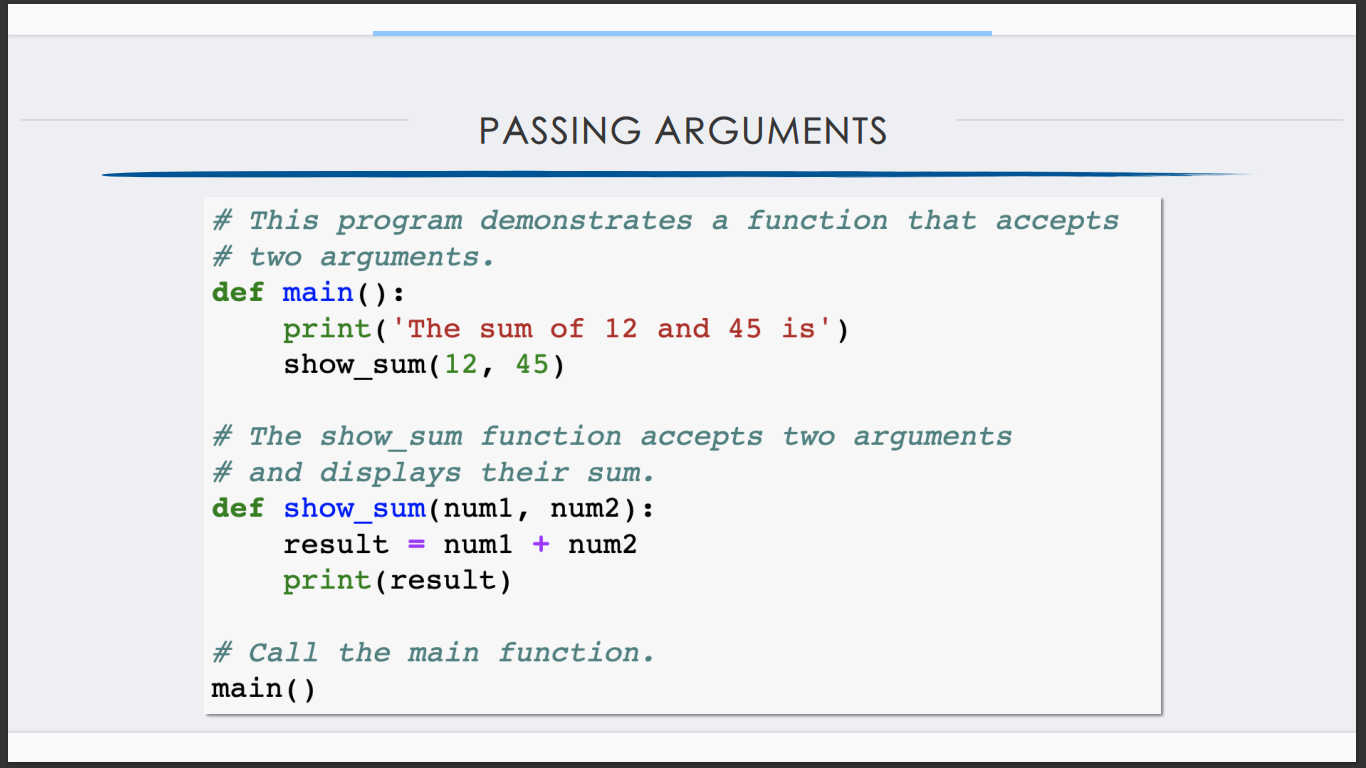 PASSING ARGUMENTS
# This program demonstrates a function that accepts
# two arguments.
def main():
    print('The sum of 12 and 45 is')
    show_sum(12, 45)

# The show_sum function accepts two arguments
# and displays their sum.
def show_sum(num1, num2):
    result = num1 + num2
    print(result)

# Call the main function.
main()